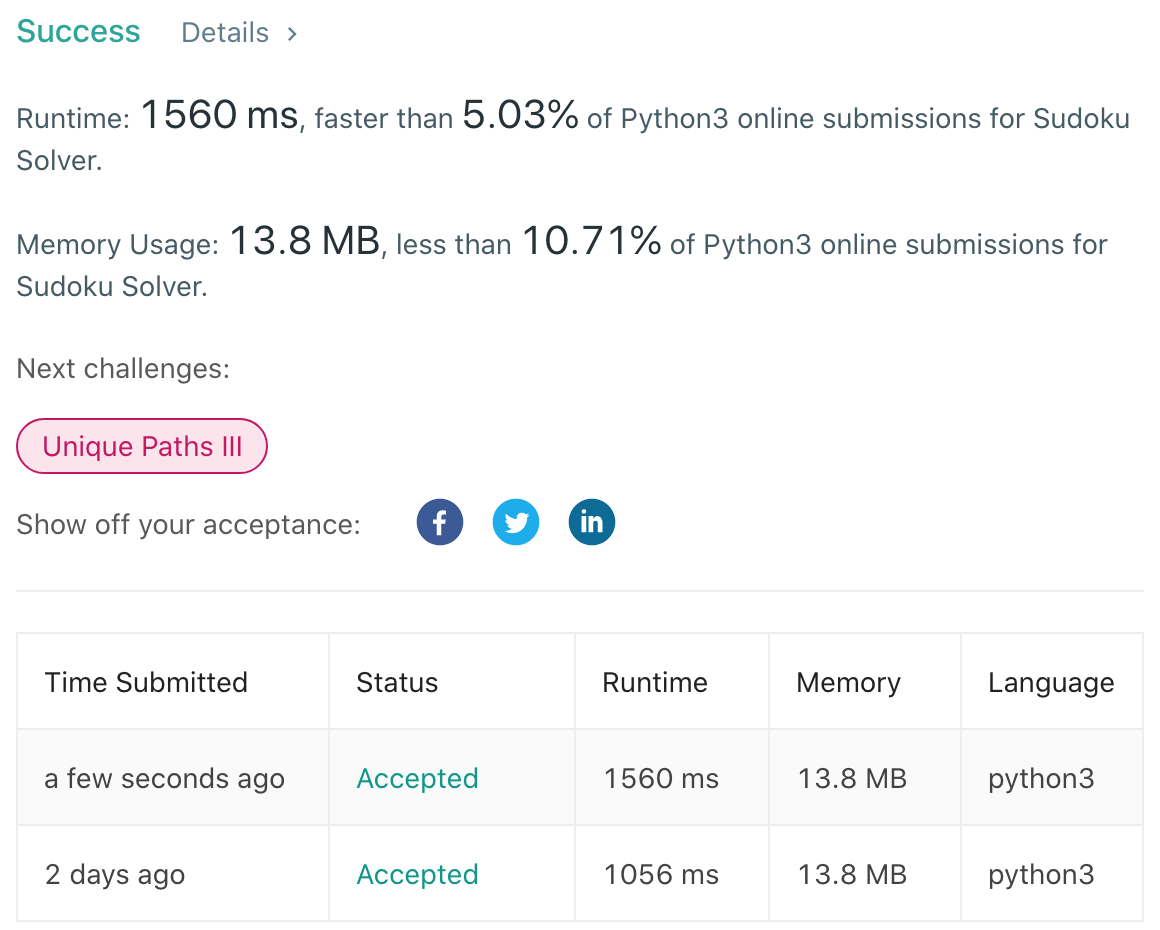 Success Details >
Runtime: 1560 ms, faster than 5.03% of Python3 online submissions for Sudoku
Solver.
Memory Usage: 13.8 MB, less than 10.71% of Python3 online submissions for
Sudoku Solver.
Next challenges:
Unique Paths III
Show off your acceptance: f in
Time Submitted Status Runtime Memory Language
a few seconds ago Accepted 1560 ms 13.8 MB python3
2 days ago Accepted 1056 ms 13.8 MB python3